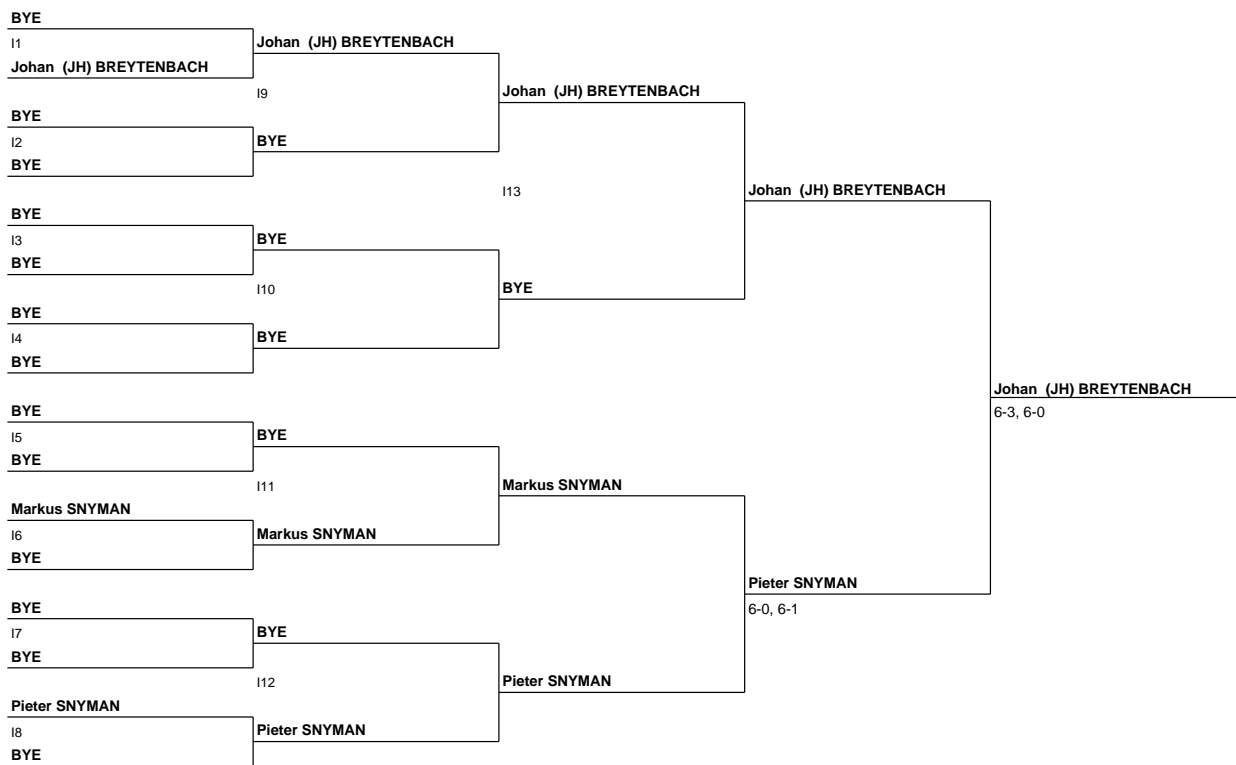 BYE
I1
Johan (JH) BREYTENBACH
Johan (JH) BREYTENBACH
I9
Johan (JH) BREYTENBACH
BYE
I2
BYE
BYE
I13
Johan (JH) BREYTENBACH
BYE
I3
BYE
BYE
I10
BYE
BYE
I4
BYE
BYE
Johan (JH) BREYTENBACH
6-3, 6-0
BYE
I5
BYE
BYE
I11
Markus SNYMAN
Markus SNYMAN
I6
BYE
Markus SNYMAN
Pieter SNYMAN
6-0, 6-1
BYE
I7
BYE
BYE
I12
Pieter SNYMAN
Pieter SNYMAN
I8
BYE
Pieter SNYMAN